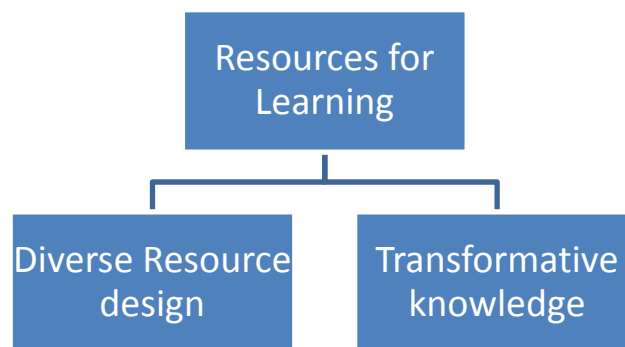 Resources for
Learning
Diverse Resource
design
Transformative
knowledge